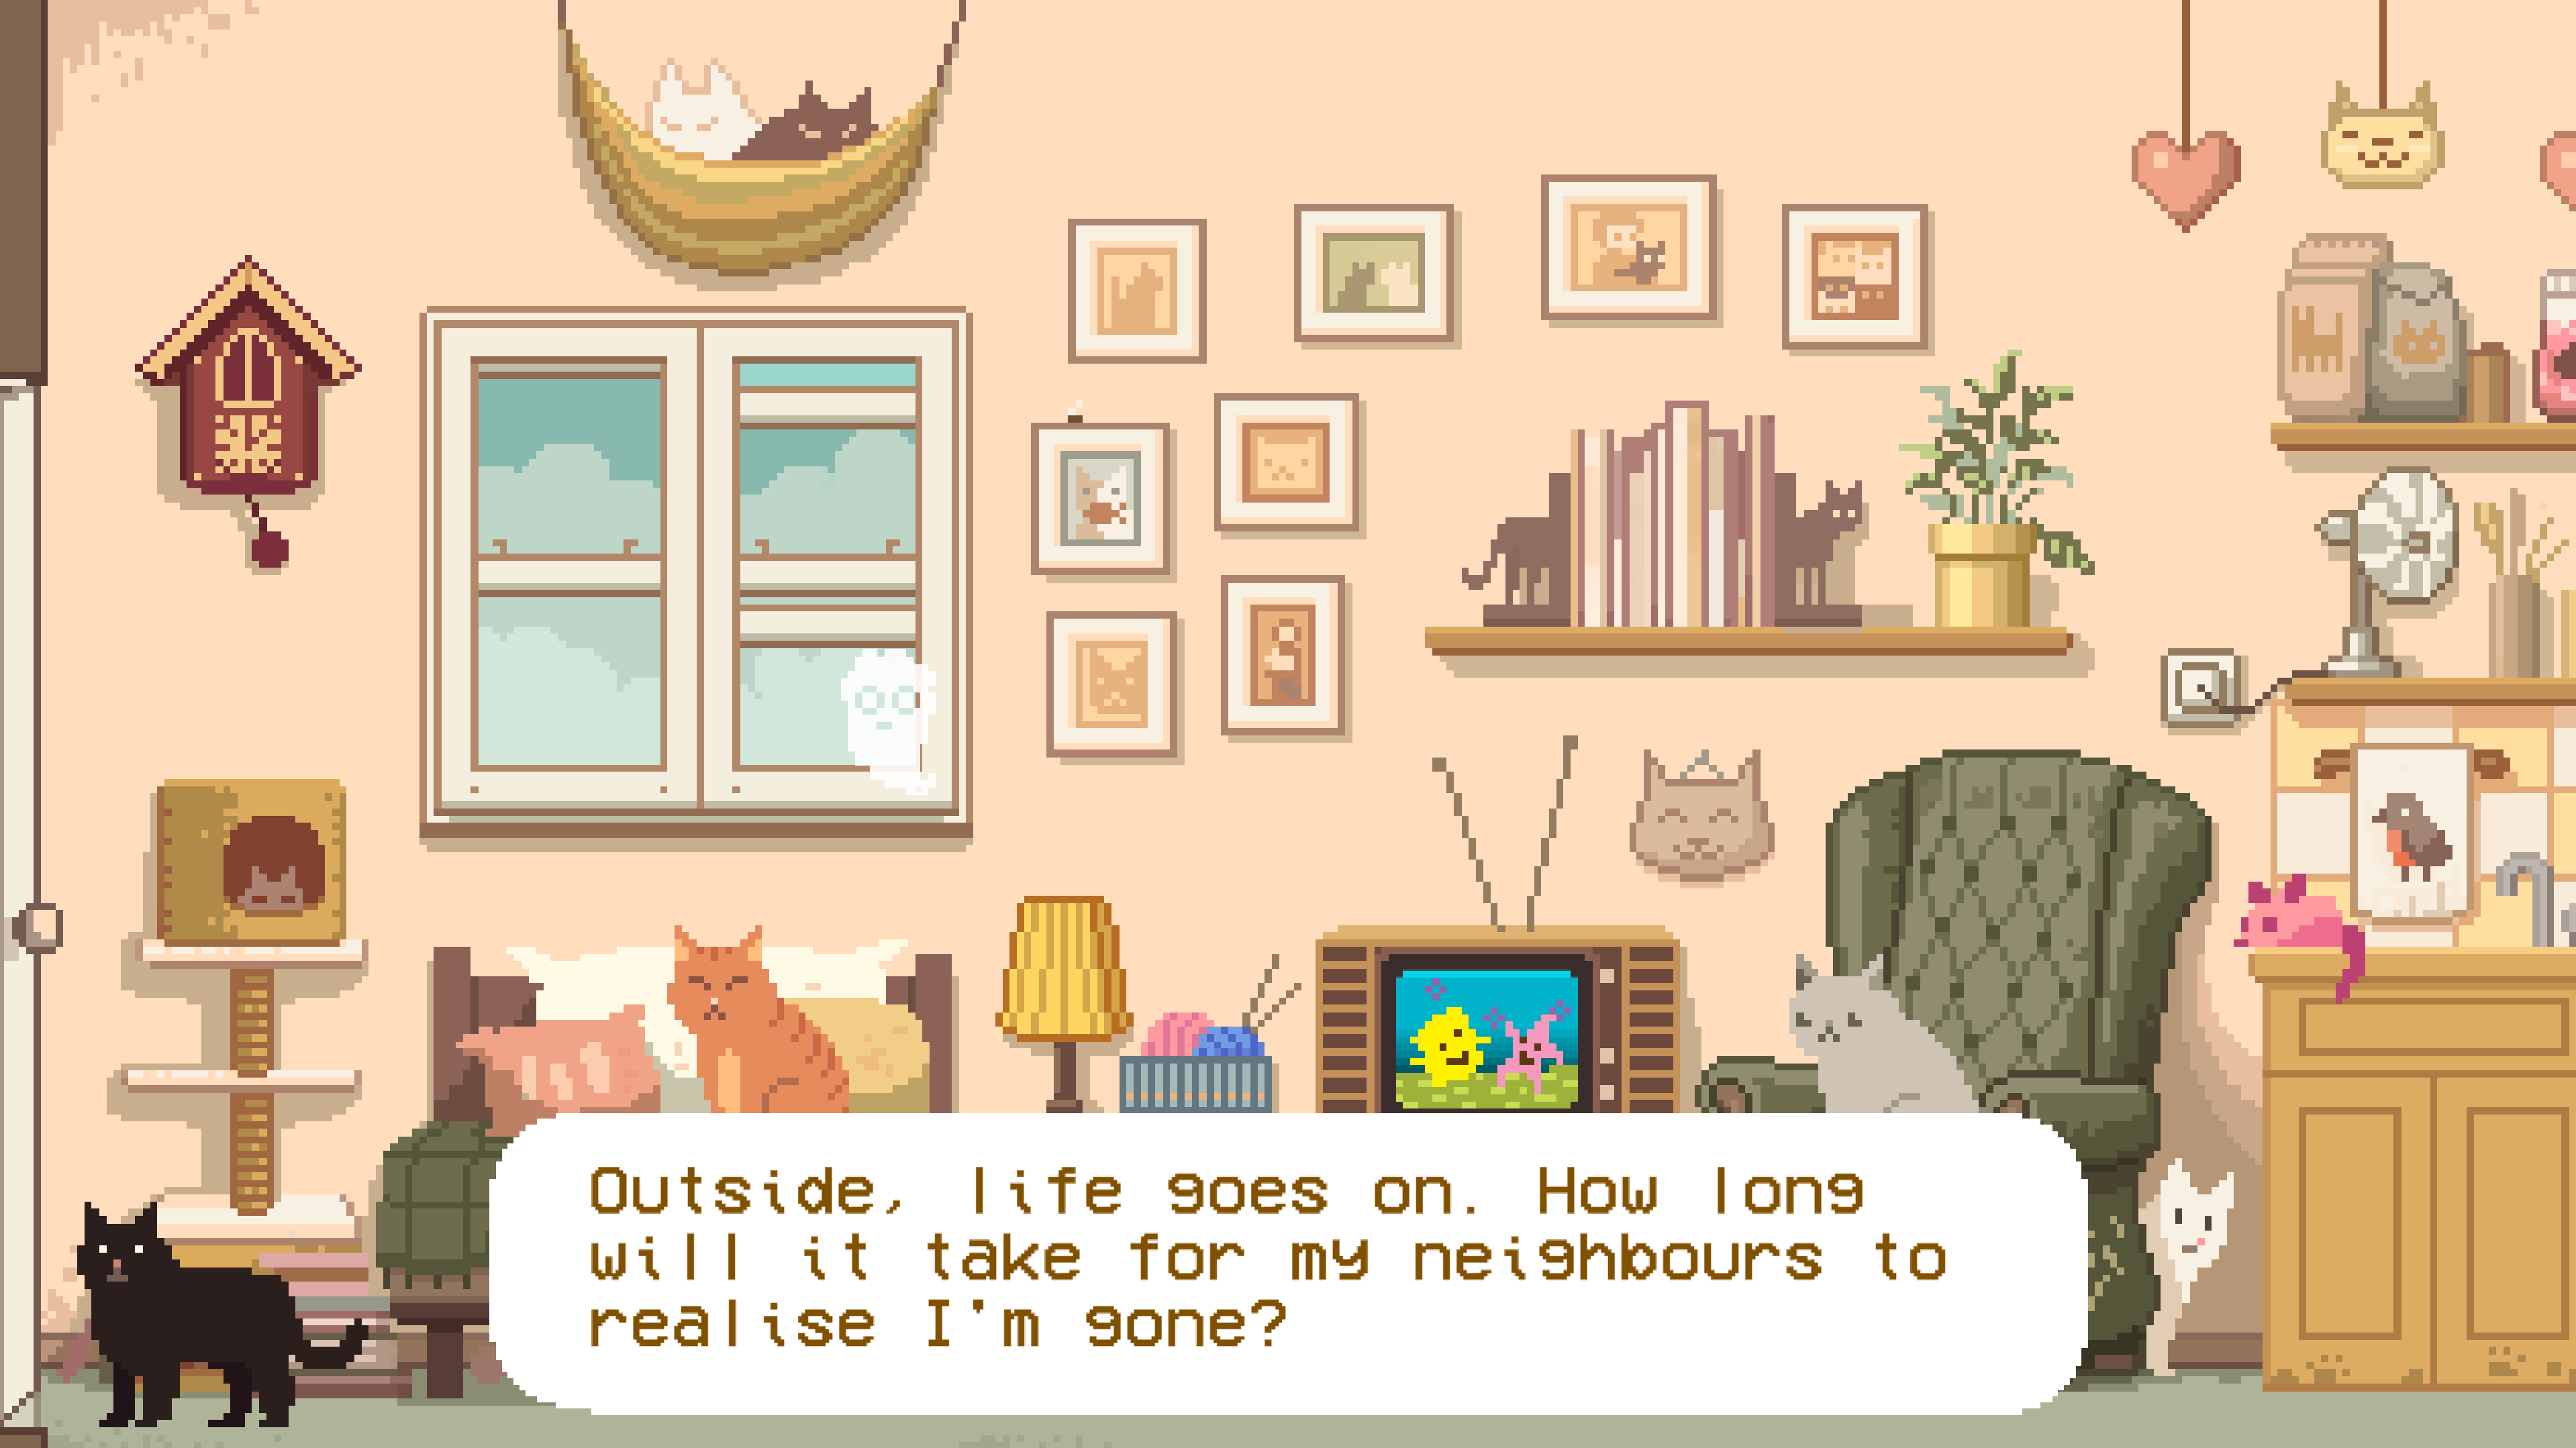 Outside, life goes on. How long
will it take for my neighbours to
realise I'm gone?